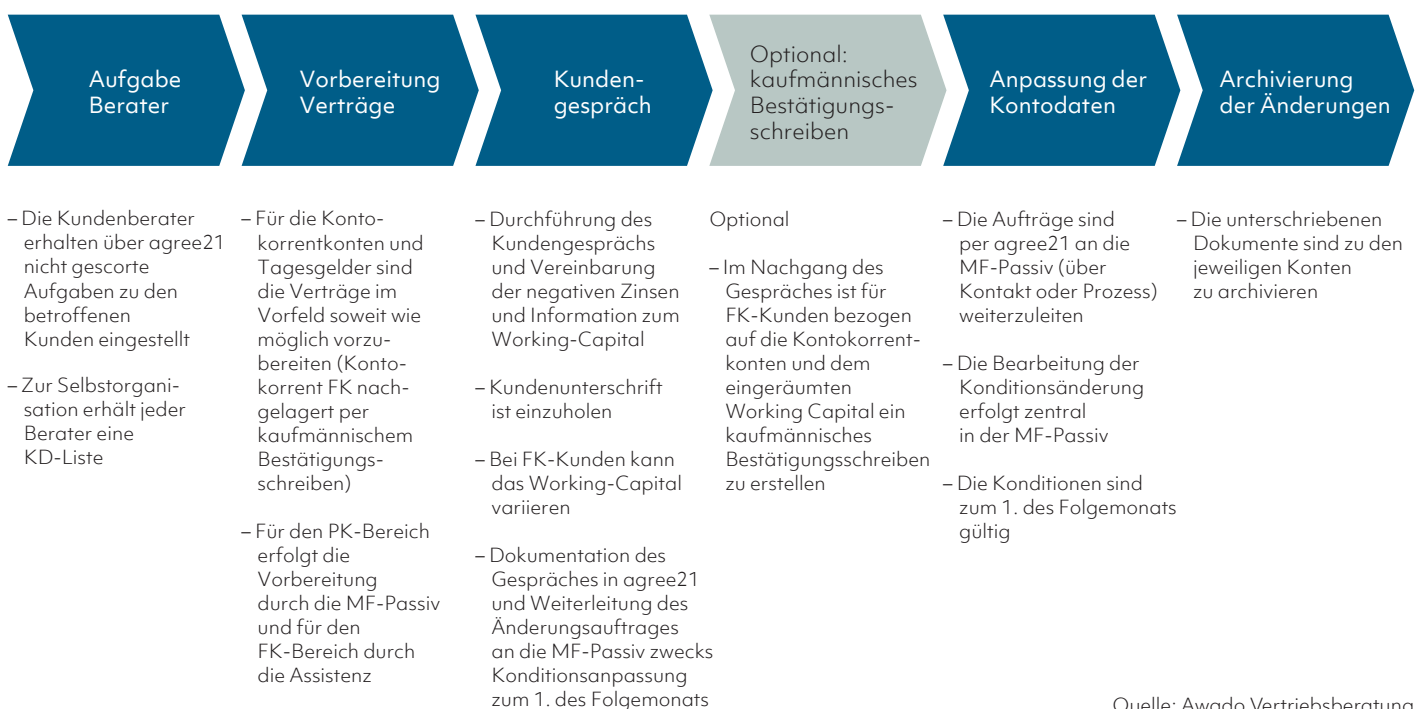 Aufgabe
Berater
Vorbereitung
Verträge
Kunden-
gespräch
Optional:
kaufmännisches
Bestätigungs-
schreiben
Anpassung der
Kontodaten
Archivierung
der Änderungen
– Die Kundenberater
erhalten über agree21
nicht gescorte
Aufgaben zu den
betroffenen
Kunden eingestellt
– Zur Selbstorgani-
sation erhält jeder
Berater eine
KD-Liste
– Für die Konto-
korrentkonten und
Tagesgelder sind
die Verträge im
Vorfeld soweit wie
möglich vorzu-
bereiten (Konto-
korrent FK nach-
gelagert per
kaufmännischem
Bestätigungs-
schreiben)
– Für den PK-Bereich
erfolgt die
Vorbereitung
durch die MF-Passiv
und für den
FK-Bereich durch
die Assistenz
– Durchführung des
Kundengesprächs
und Vereinbarung
der negativen Zinsen
und Information zum
Working-Capital
– Kundenunterschrift
ist einzuholen
– Bei FK-Kunden kann
das Working-Capital
variieren
– Dokumentation des
Gespräches in agree21
und Weiterleitung des
Änderungsauftrages
an die MF-Passiv zwecks
Konditionsanpassung
zum 1. des Folgemonats
Optional
– Im Nachgang des
Gespräches ist für
FK-Kunden bezogen
auf die Kontokorrent-
konten und dem
eingeräumten
Working Capital ein
kaufmännisches
Bestätigungsschreiben
zu erstellen
– Die Aufträge sind
per agree21 an die
MF-Passiv (über
Kontakt oder Prozess)
weiterzuleiten
– Die Bearbeitung der
Konditionsänderung
erfolgt zentral
in der MF-Passiv
– Die Konditionen sind
zum 1. des Folgemonats
gültig
– Die unterschriebenen
Dokumente sind zu den
jeweiligen Konten
zu archivieren
Quelle: Awado Vertriebsberatung